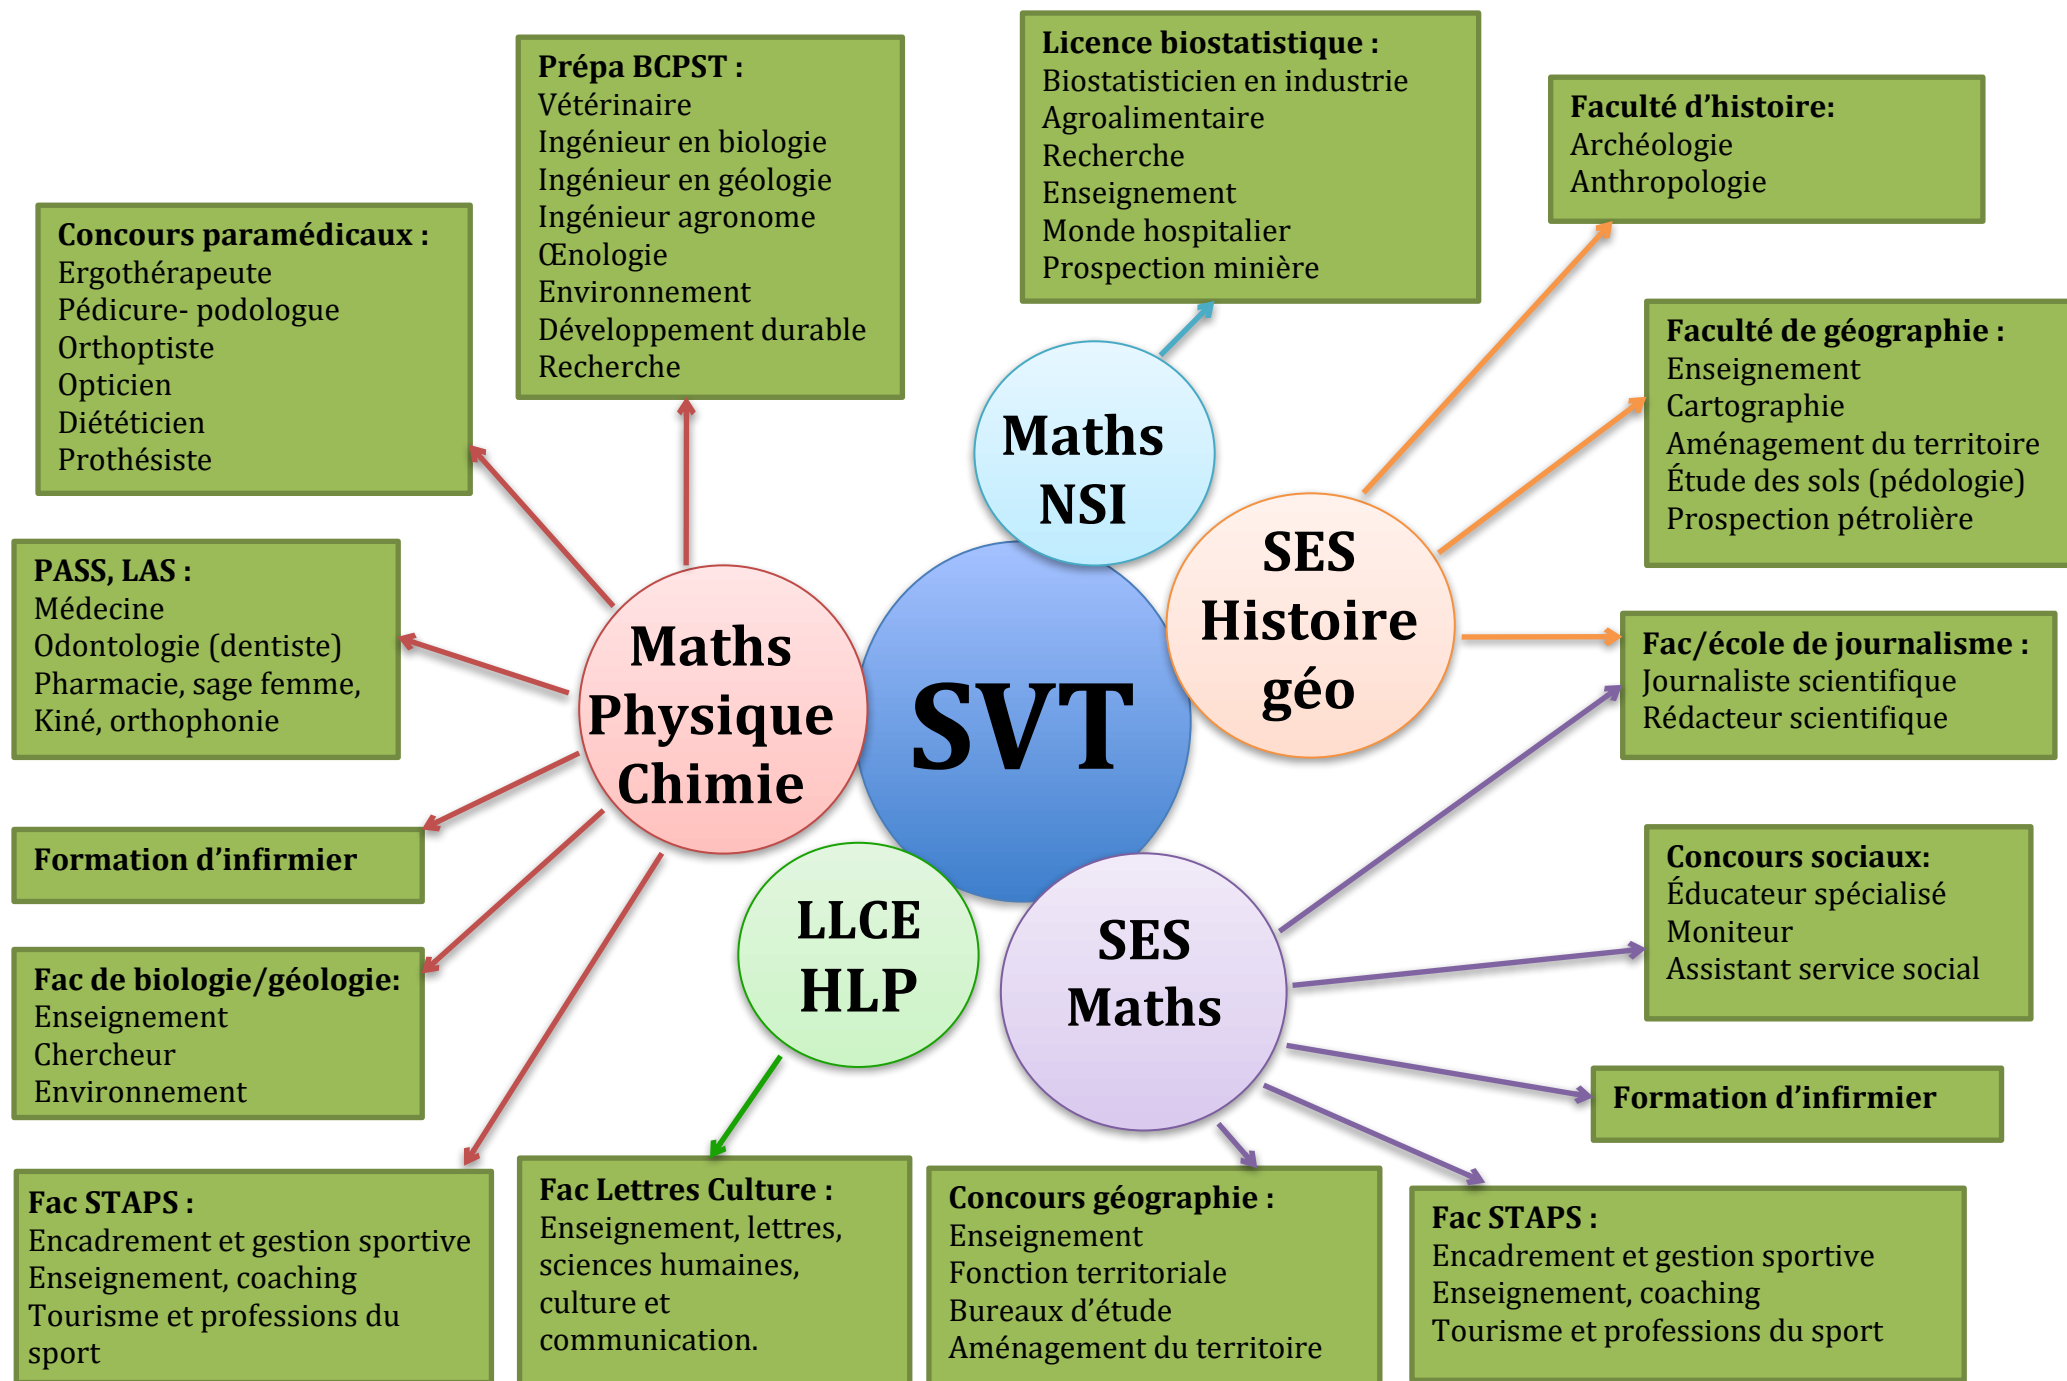 Licence biostatistique :
Biostatisticien en industrie
Agroalimentaire
Recherche
Enseignement
Monde hospitalier
Prospection minière
Prépa BCPST :
Vétérinaire
Ingénieur en biologie
Ingénieur en géologie
Ingénieur agronome
Œnologie
Environnement
Développement durable
Recherche
Faculté d’histoire:
Archéologie
Anthropologie
Concours paramédicaux :
Ergothérapeute
Pédicure- podologue
Orthoptiste
Opticien
Diététicien
Prothésiste
Faculté de géographie :
Enseignement
Cartographie
Aménagement du territoire
Étude des sols (pédologie)
Prospection pétrolière
Maths
NSI
SES
Histoire
géo
PASS, LAS :
Médecine
Odontologie (dentiste)
Pharmacie, sage femme,
Kiné, orthophonie
Maths
Physique
Chimie
SVT
Fac/école de journalisme :
Journaliste scientifique
Rédacteur scientifique
Formation d’infirmier
Concours sociaux:
Éducateur spécialisé
Moniteur
Assistant service social
LLCE
HLP
SES
Maths
Fac de biologie/géologie:
Enseignement
Chercheur
Environnement
Formation d’infirmier
Fac STAPS :
Encadrement et gestion sportive
Enseignement, coaching
Tourisme et professions du
sport
Fac Lettres Culture :
Enseignement, lettres,
sciences humaines,
culture et
communication.
Concours géographie :
Enseignement
Fonction territoriale
Bureaux d’étude
Aménagement du territoire
Fac STAPS :
Encadrement et gestion sportive
Enseignement, coaching
Tourisme et professions du sport